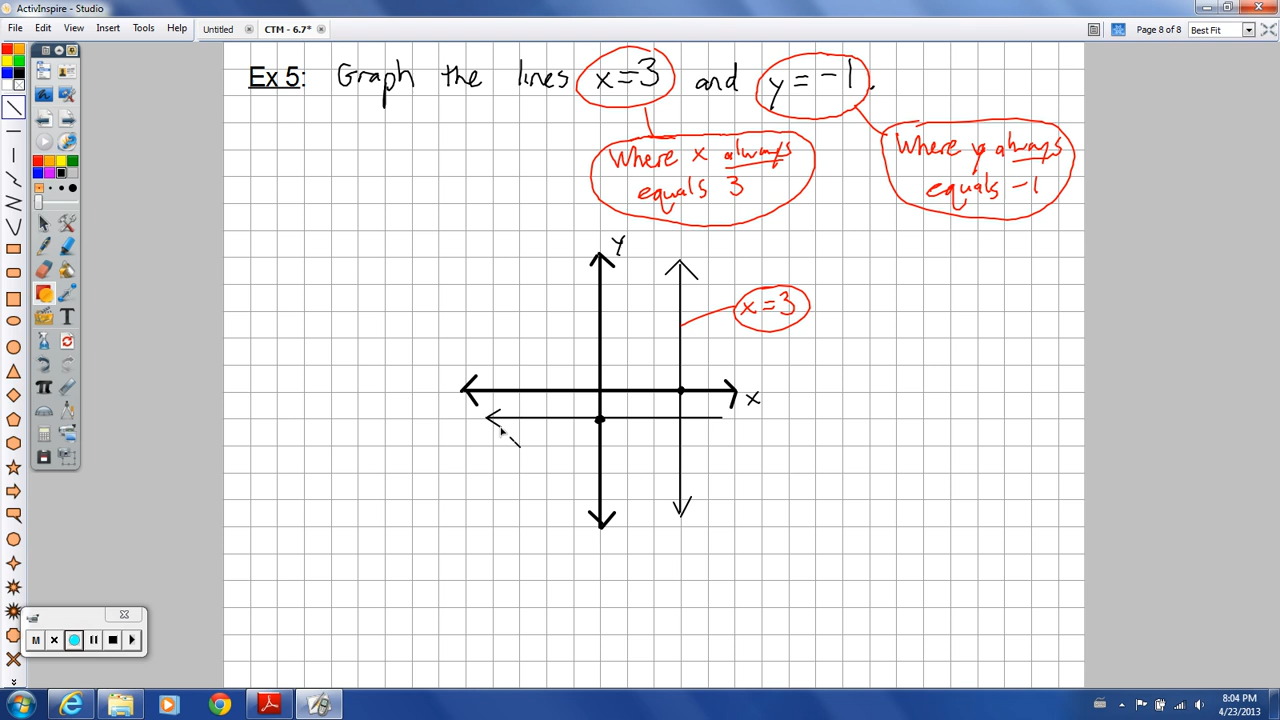 ActivInspire - Studio
File Edit View Insert Tools Help Untitled CTM - 6.7* Page 8 of 8 Best Fit
Ex 5: Graph the lines x=3 and y=-1.
Where x always
equals 3
Where y always
equals -1
Y
x=3
x
M
8:04 PM
4/23/2013